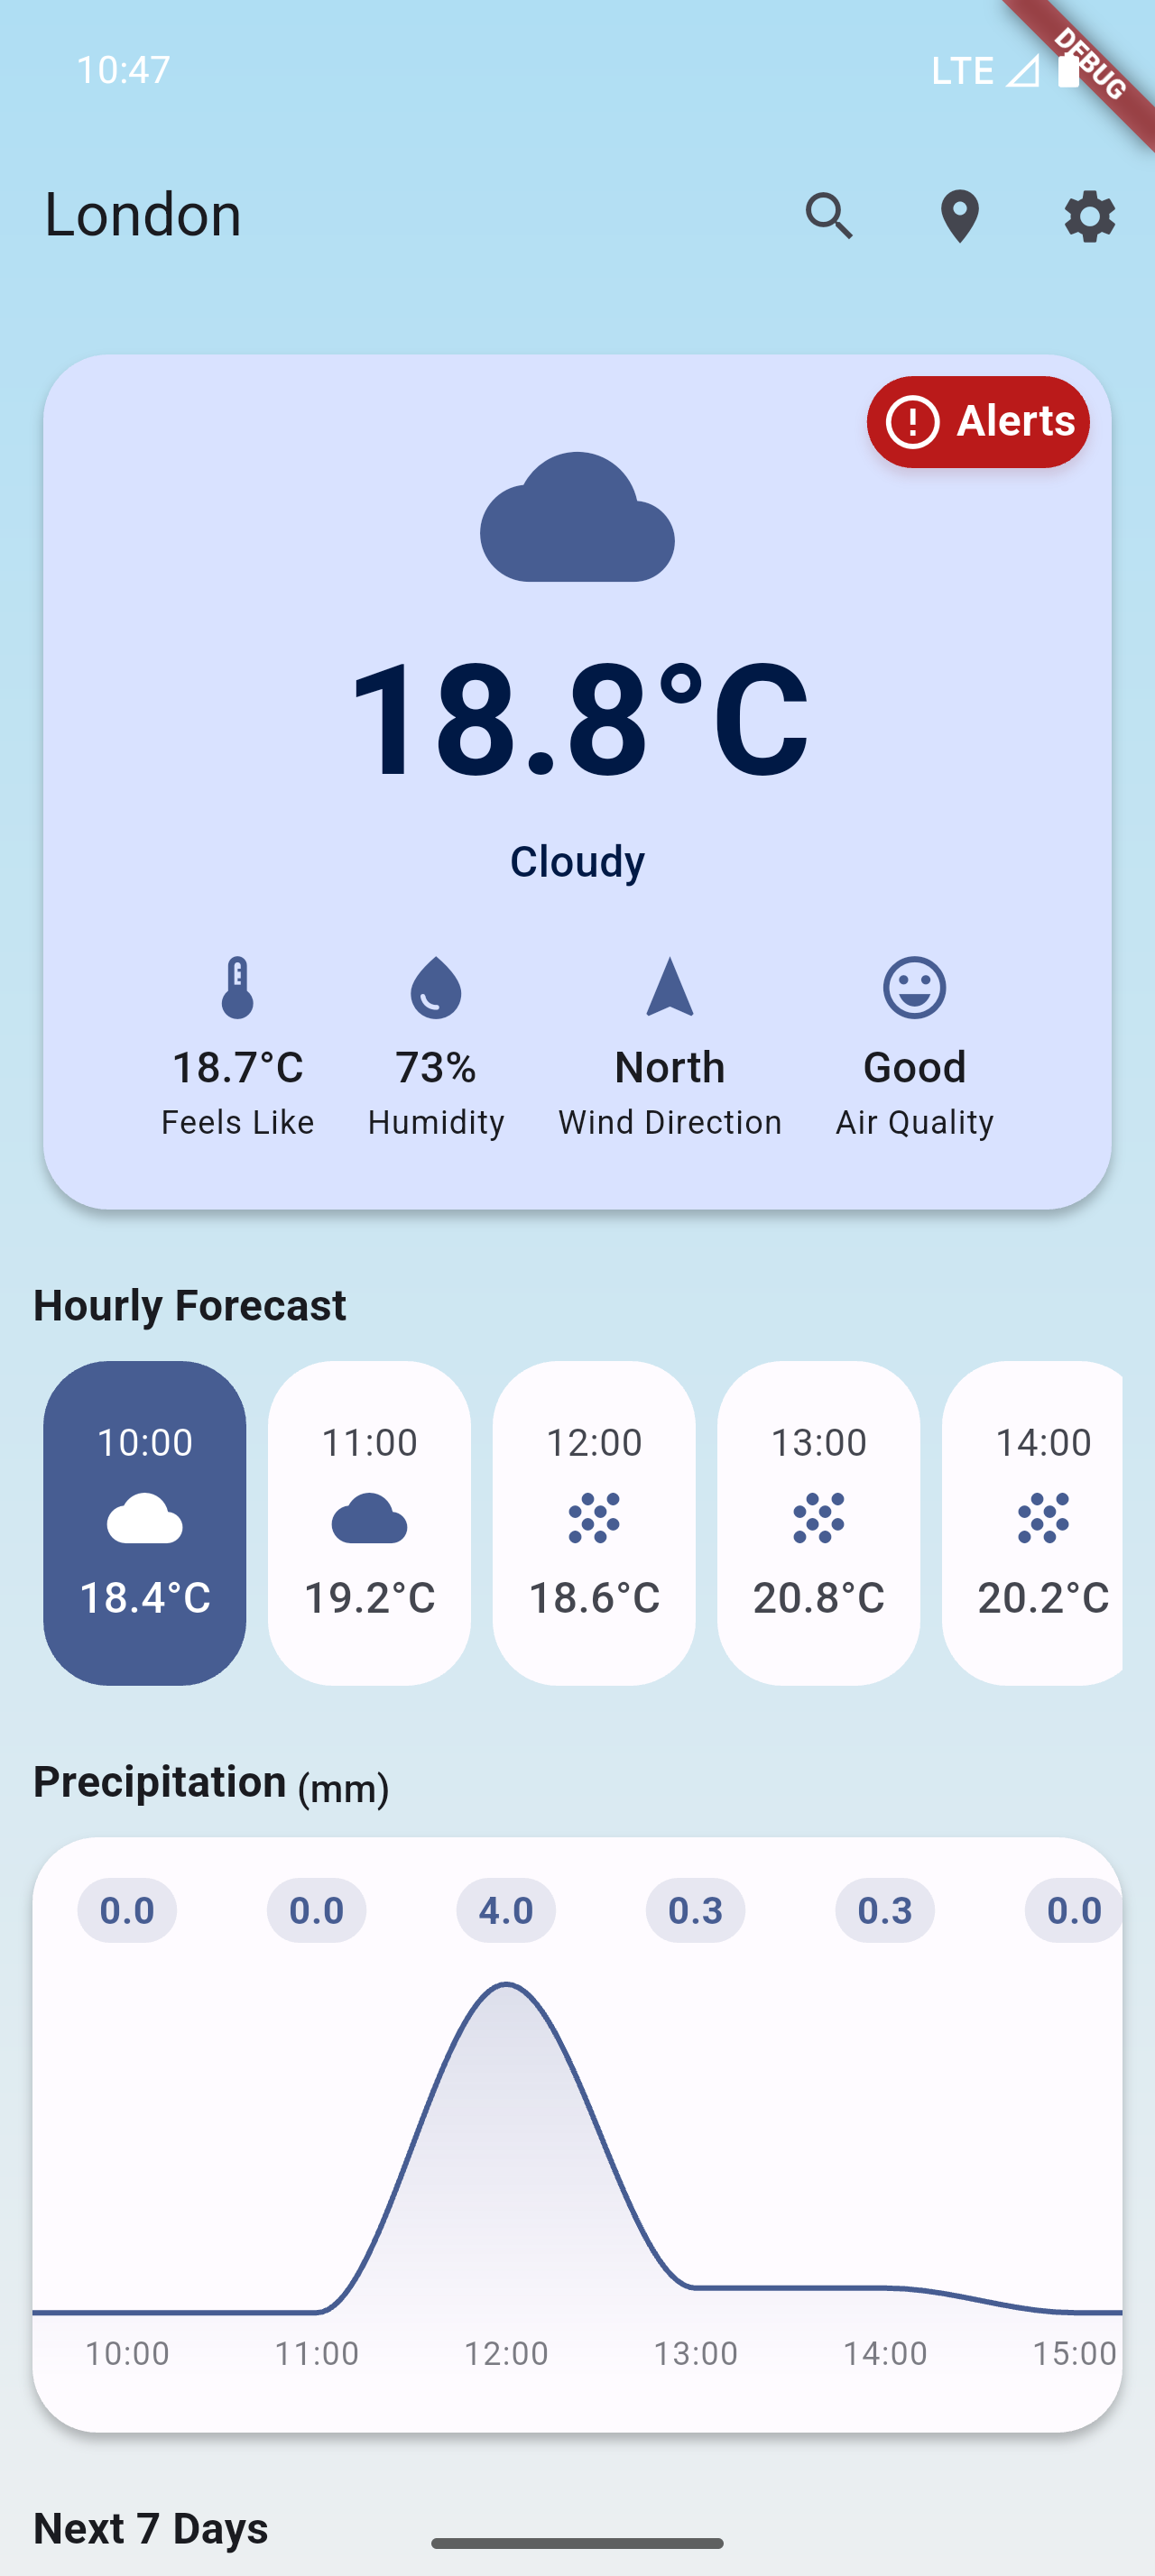 10:47 LTE DEBUG
London
Alerts
18.8°C
Cloudy
18.7°C 73% North Good
Feels Like Humidity Wind Direction Air Quality
Hourly Forecast
10:00 11:00 12:00 13:00 14:00
18.4°C 19.2°C 18.6°C 20.8°C 20.2°C
Precipitation (mm)
0.0 0.0 4.0 0.3 0.3 0.0
10:00 11:00 12:00 13:00 14:00 15:00
Next 7 Days